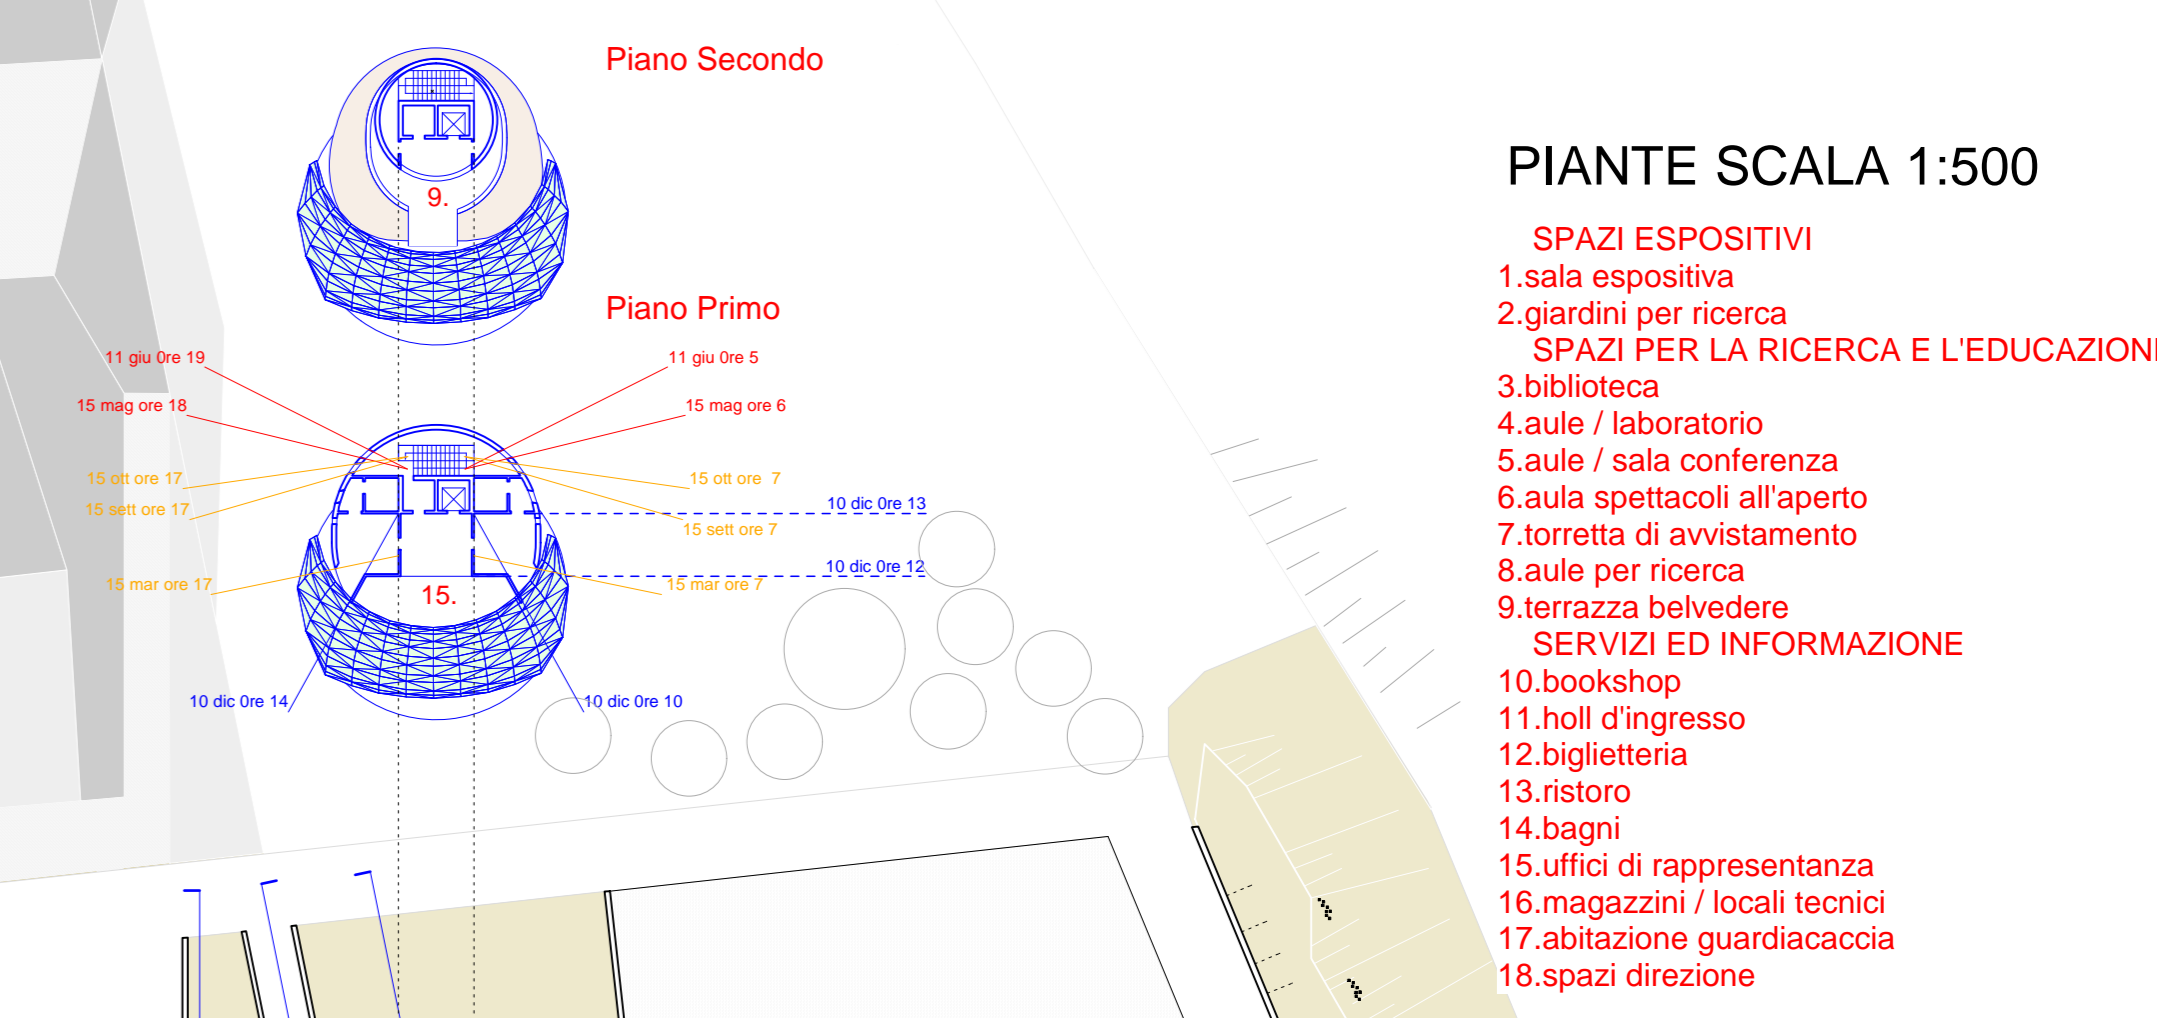 Piano Secondo
9.
Piano Primo
11 giu 0re 19
11 giu 0re 5
15 mag ore 18
15 mag ore 6
15 ott ore 17
15 ott ore 7
15 sett ore 17
10 dic 0re 13
15 sett ore 7
10 dic 0re 12
15 mar ore 17
15 mar ore 7
15.
10 dic 0re 14
10 dic 0re 10
PIANTE SCALA 1:500
SPAZI ESPOSITIVI
1.sala espositiva
2.giardini per ricerca
SPAZI PER LA RICERCA E L'EDUCAZIONI
3.biblioteca
4.aule / laboratorio
5.aule / sala conferenza
6.aula spettacoli all'aperto
7.torretta di avvistamento
8.aule per ricerca
9.terrazza belvedere
SERVIZI ED INFORMAZIONE
10.bookshop
11.holl d'ingresso
12.biglietteria
13.ristoro
14.bagni
15.uffici di rappresentanza
16.magazzini / locali tecnici
17.abitazione guardiacaccia
18.spazi direzione